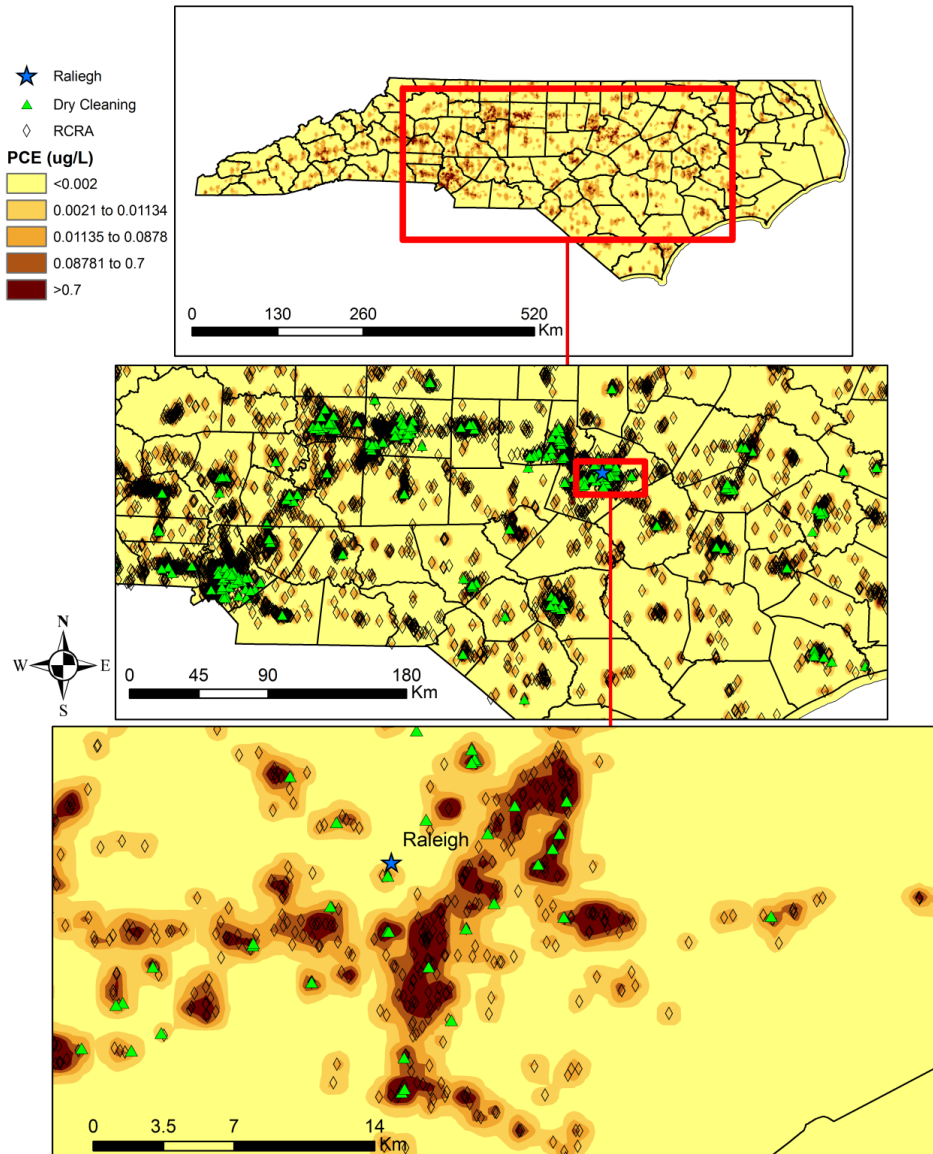 Raliegh
Dry Cleaning
RCRA
PCE (ug/L)
<0.002
0.0021 to 0.01134
0.01135 to 0.0878
0.08781 to 0.7
>0.7
0 130 260 520
Km
N
W E
S
0 45 90 180
Km
Raleigh
0 3.5 7 14
Km